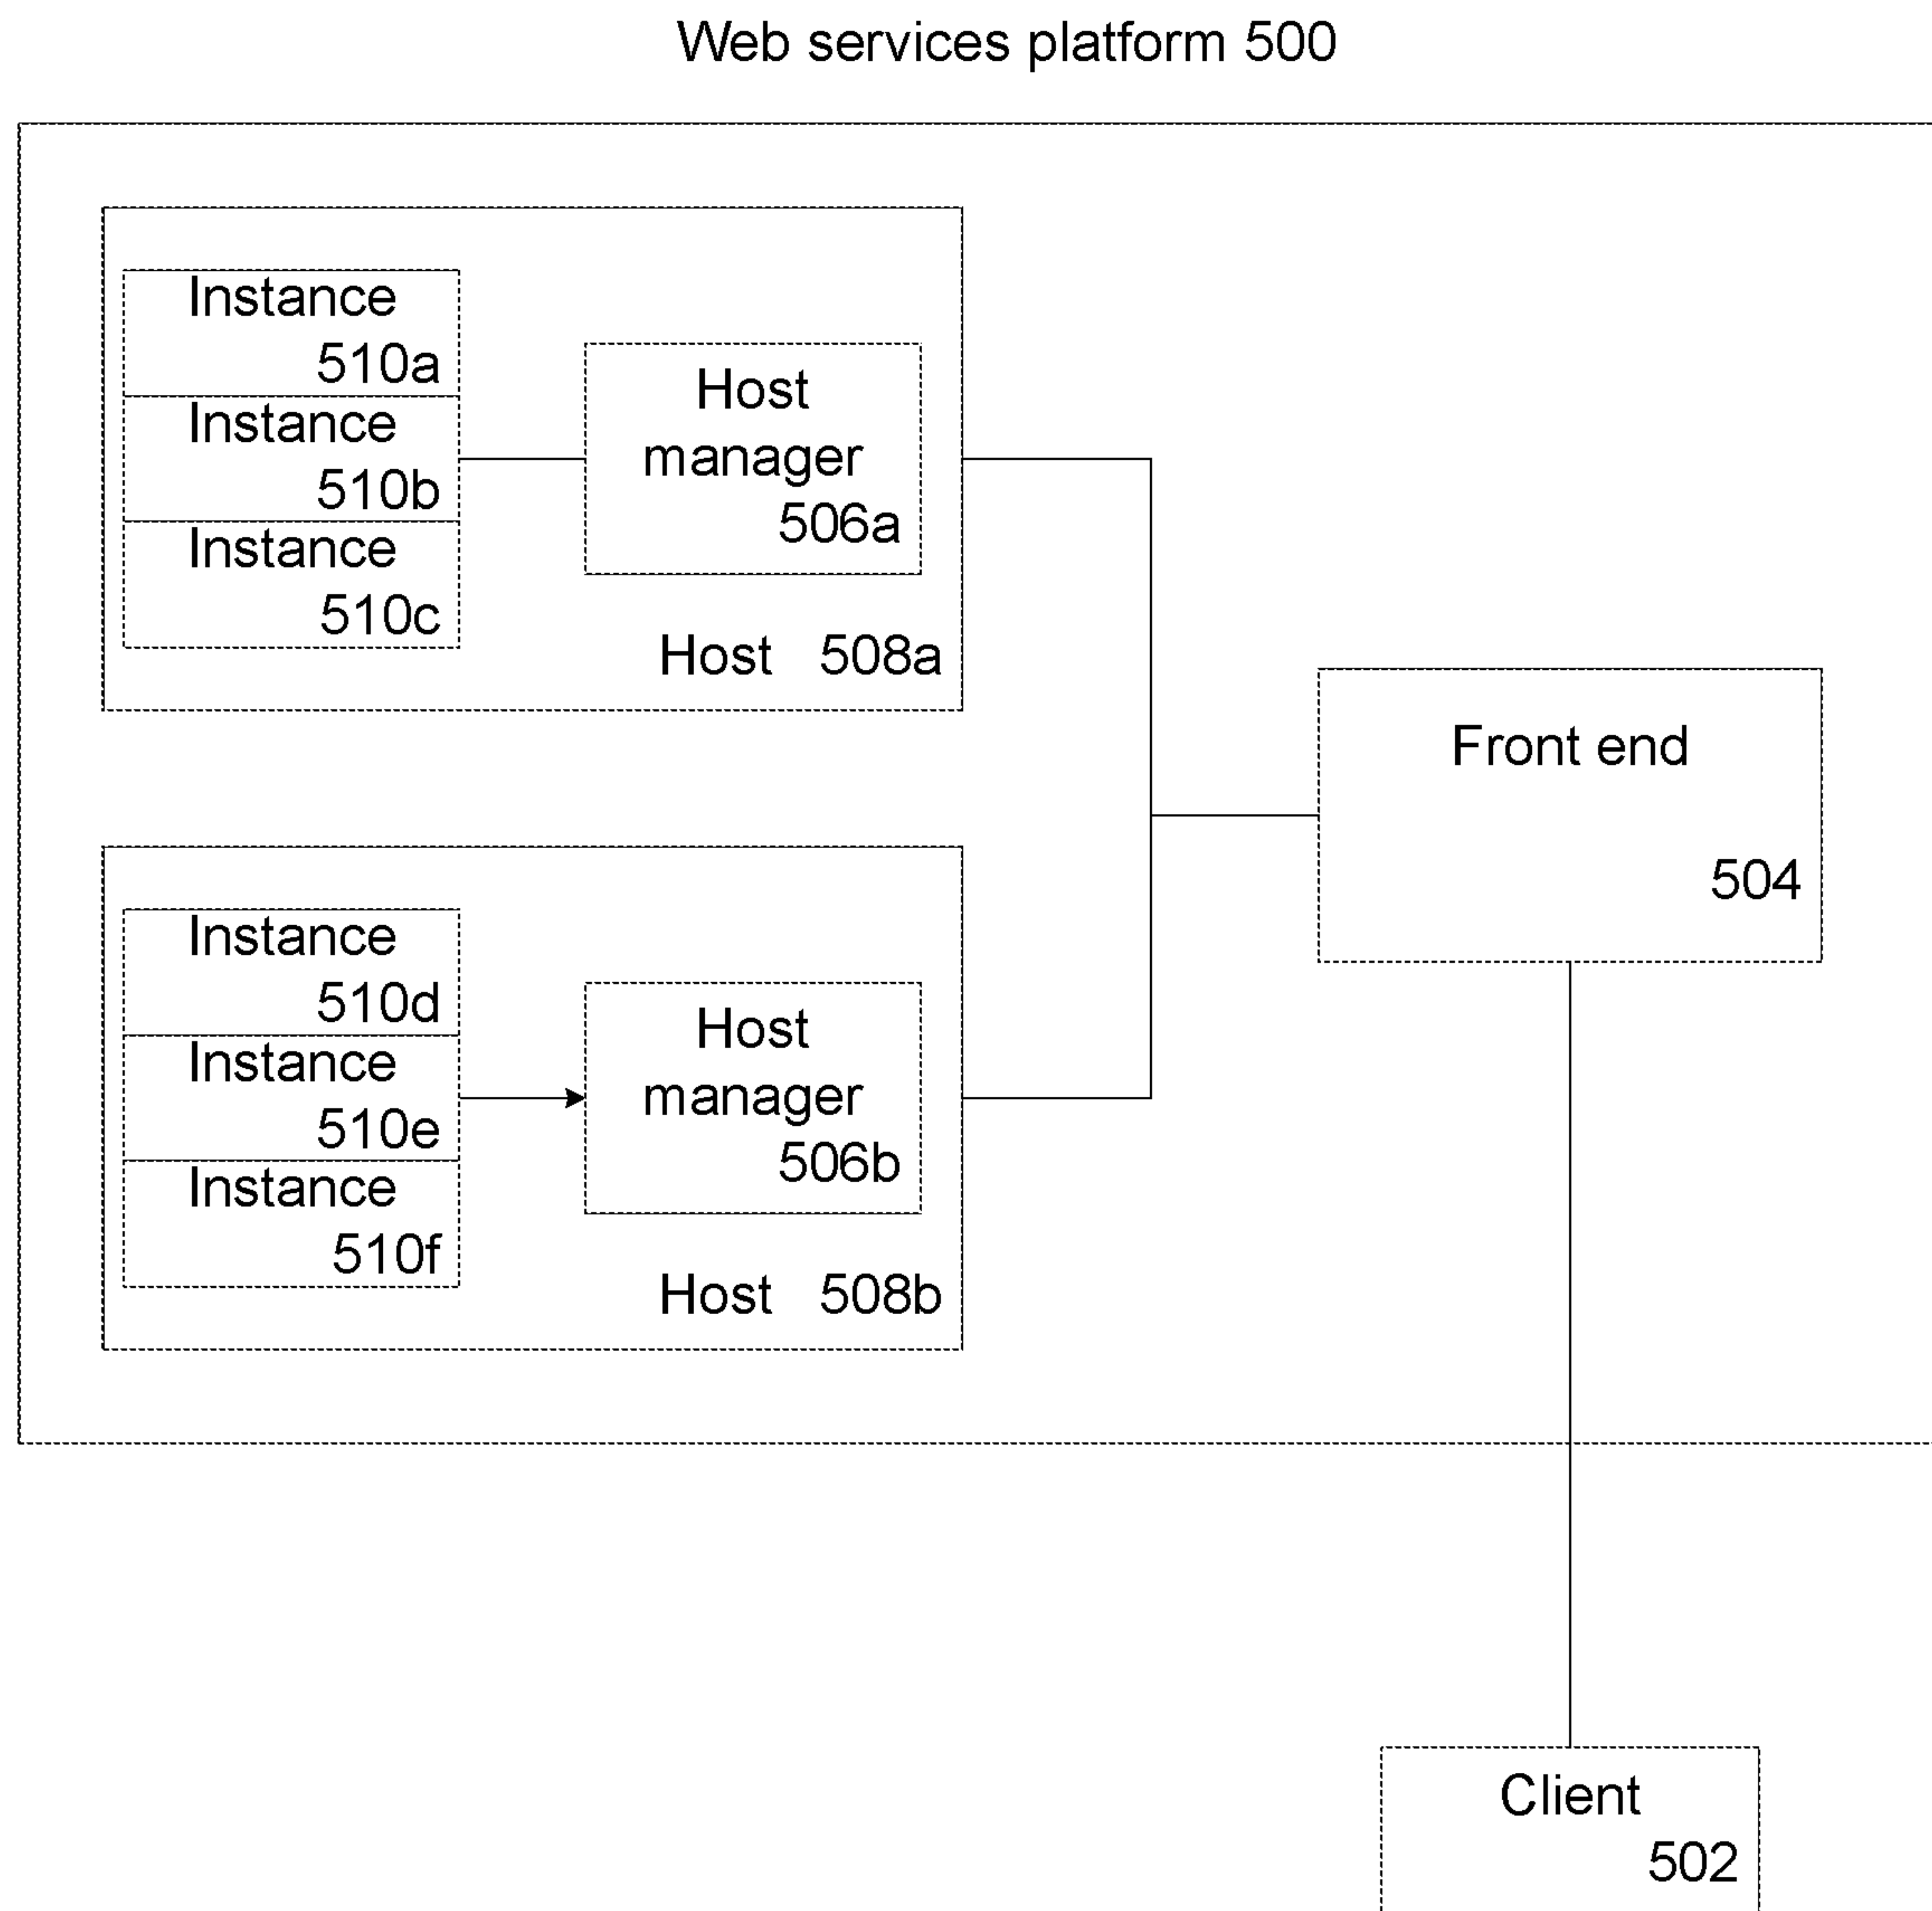 Web services platform 500
Instance
510a
Instance
510b
Instance
510c
Host
manager
506a
Host 508a
Front end
504
Instance
510d
Instance
510e
Instance
510f
Host
manager
506b
Host 508b
Client
502